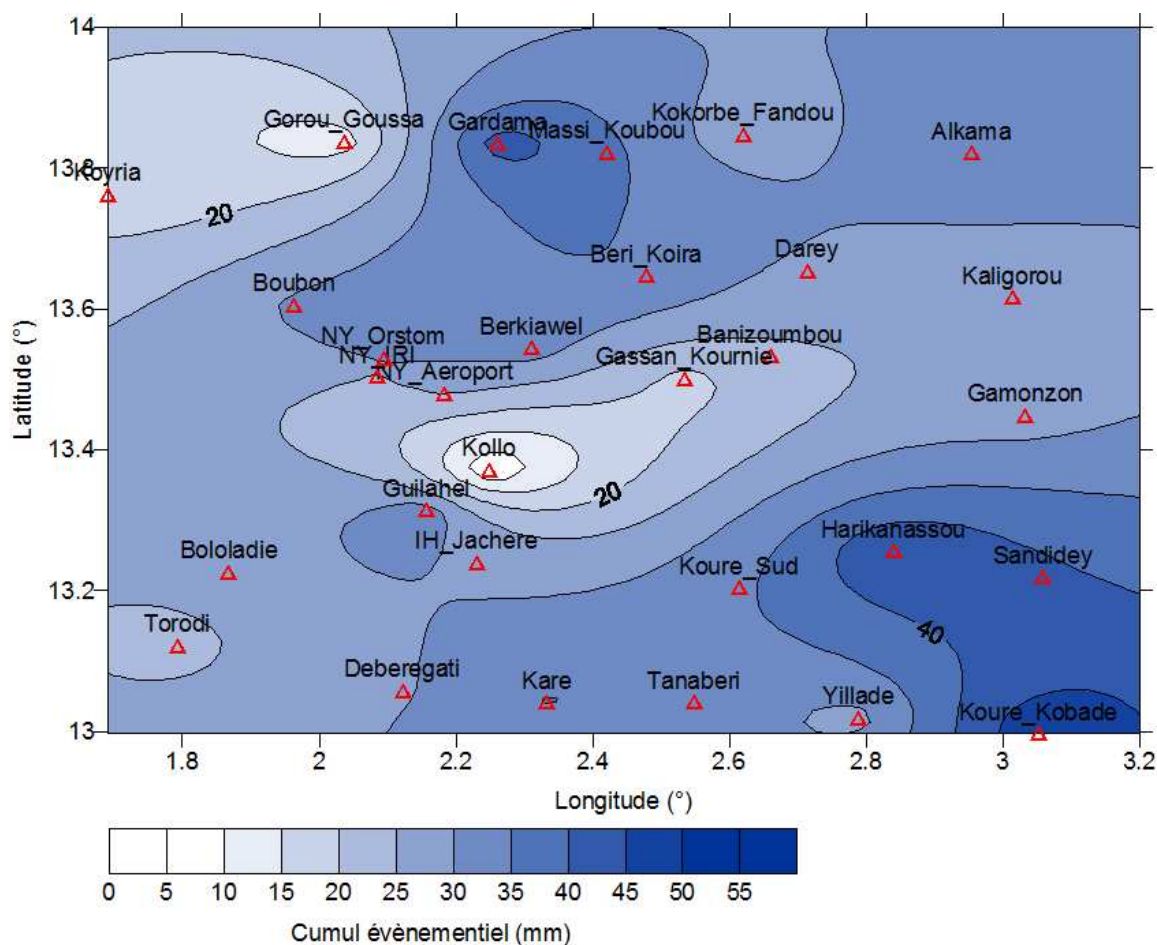 14
13.8
13.6
13.4
13.2
13
Latitude (°)
Gorou_Goussa
Gardama
Massi_Koubou
Kokorbe_Fandou
Alkama
Koyria
20
Beri_Koira
Darey
Kaligorou
Boubon
NY_Orstom
NY_IRI
NY_Aeroport
Berkiawel
Gassan_Kournie
Banizoumbou
Gamonzon
Kollo
20
Guilahel
IH_Jachere
Harikanassou
Sandidey
Bololadie
Koure_Sud
Torodi
40
Deberegati
Kare
Tanaberi
Yillade
Koure_Kobade
1.8 2 2.2 2.4 2.6 2.8 3 3.2
Longitude (°)
0 5 10 15 20 25 30 35 40 45 50 55
Cumul évènementiel (mm)